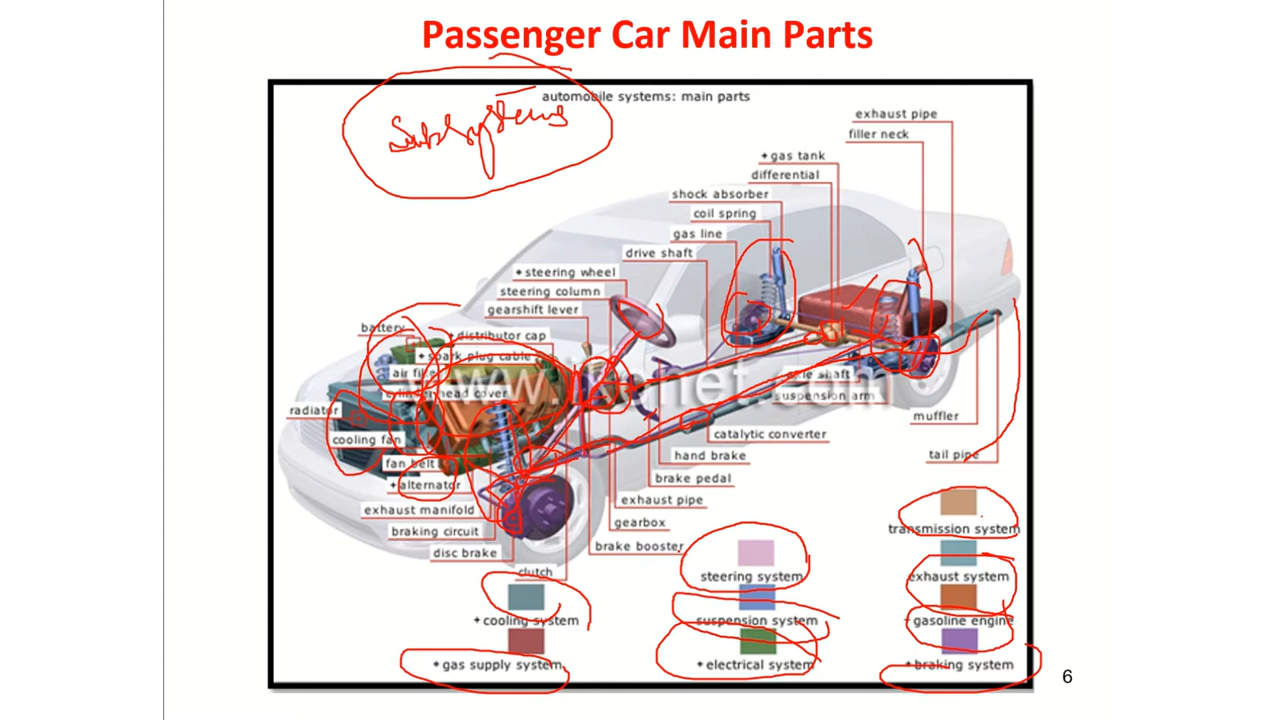 Passenger Car Main Parts
Subsystems
automobile systems: main parts
exhaust pipe
filler neck
+ gas tank
differential
shock absorber
coil spring
gas line
drive shaft
+ steering wheel
steering column
gearshift lever
battery
+ distributor cap
+ spark plug cable
air filter
cylinder head cover
radiator
cooling fan
fan belt
+ alternator
exhaust manifold
braking circuit
disc brake
clutch
axle shaft
suspension arm
muffler
catalytic converter
tail pipe
hand brake
brake pedal
exhaust pipe
gearbox
brake booster
transmission system
steering system
exhaust system
+ cooling system
suspension system
+ gasoline engine
+ gas supply system
+ electrical system
+ braking system
6